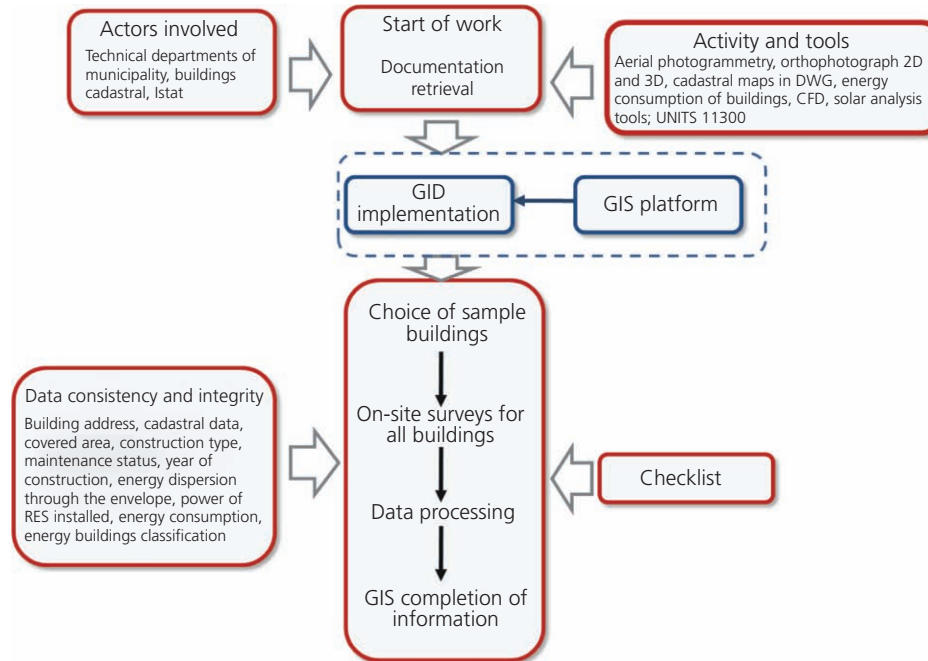 Actors involved
Technical departments of
municipality, buildings
cadastral, Istat
Start of work
Documentation
retrieval
Activity and tools
Aerial photogrammetry, orthophotograph 2D
and 3D, cadastral maps in DWG, energy
consumption of buildings, CFD, solar analysis
tools; UNITS 11300
GID
implementation
GIS platform
Choice of sample
buildings
On-site surveys for
all buildings
Data processing
GIS completion of
information
Data consistency and integrity
Building address, cadastral data,
covered area, construction type,
maintenance status, year of
construction, energy dispersion
through the envelope, power of
RES installed, energy consumption,
energy buildings classification
Checklist